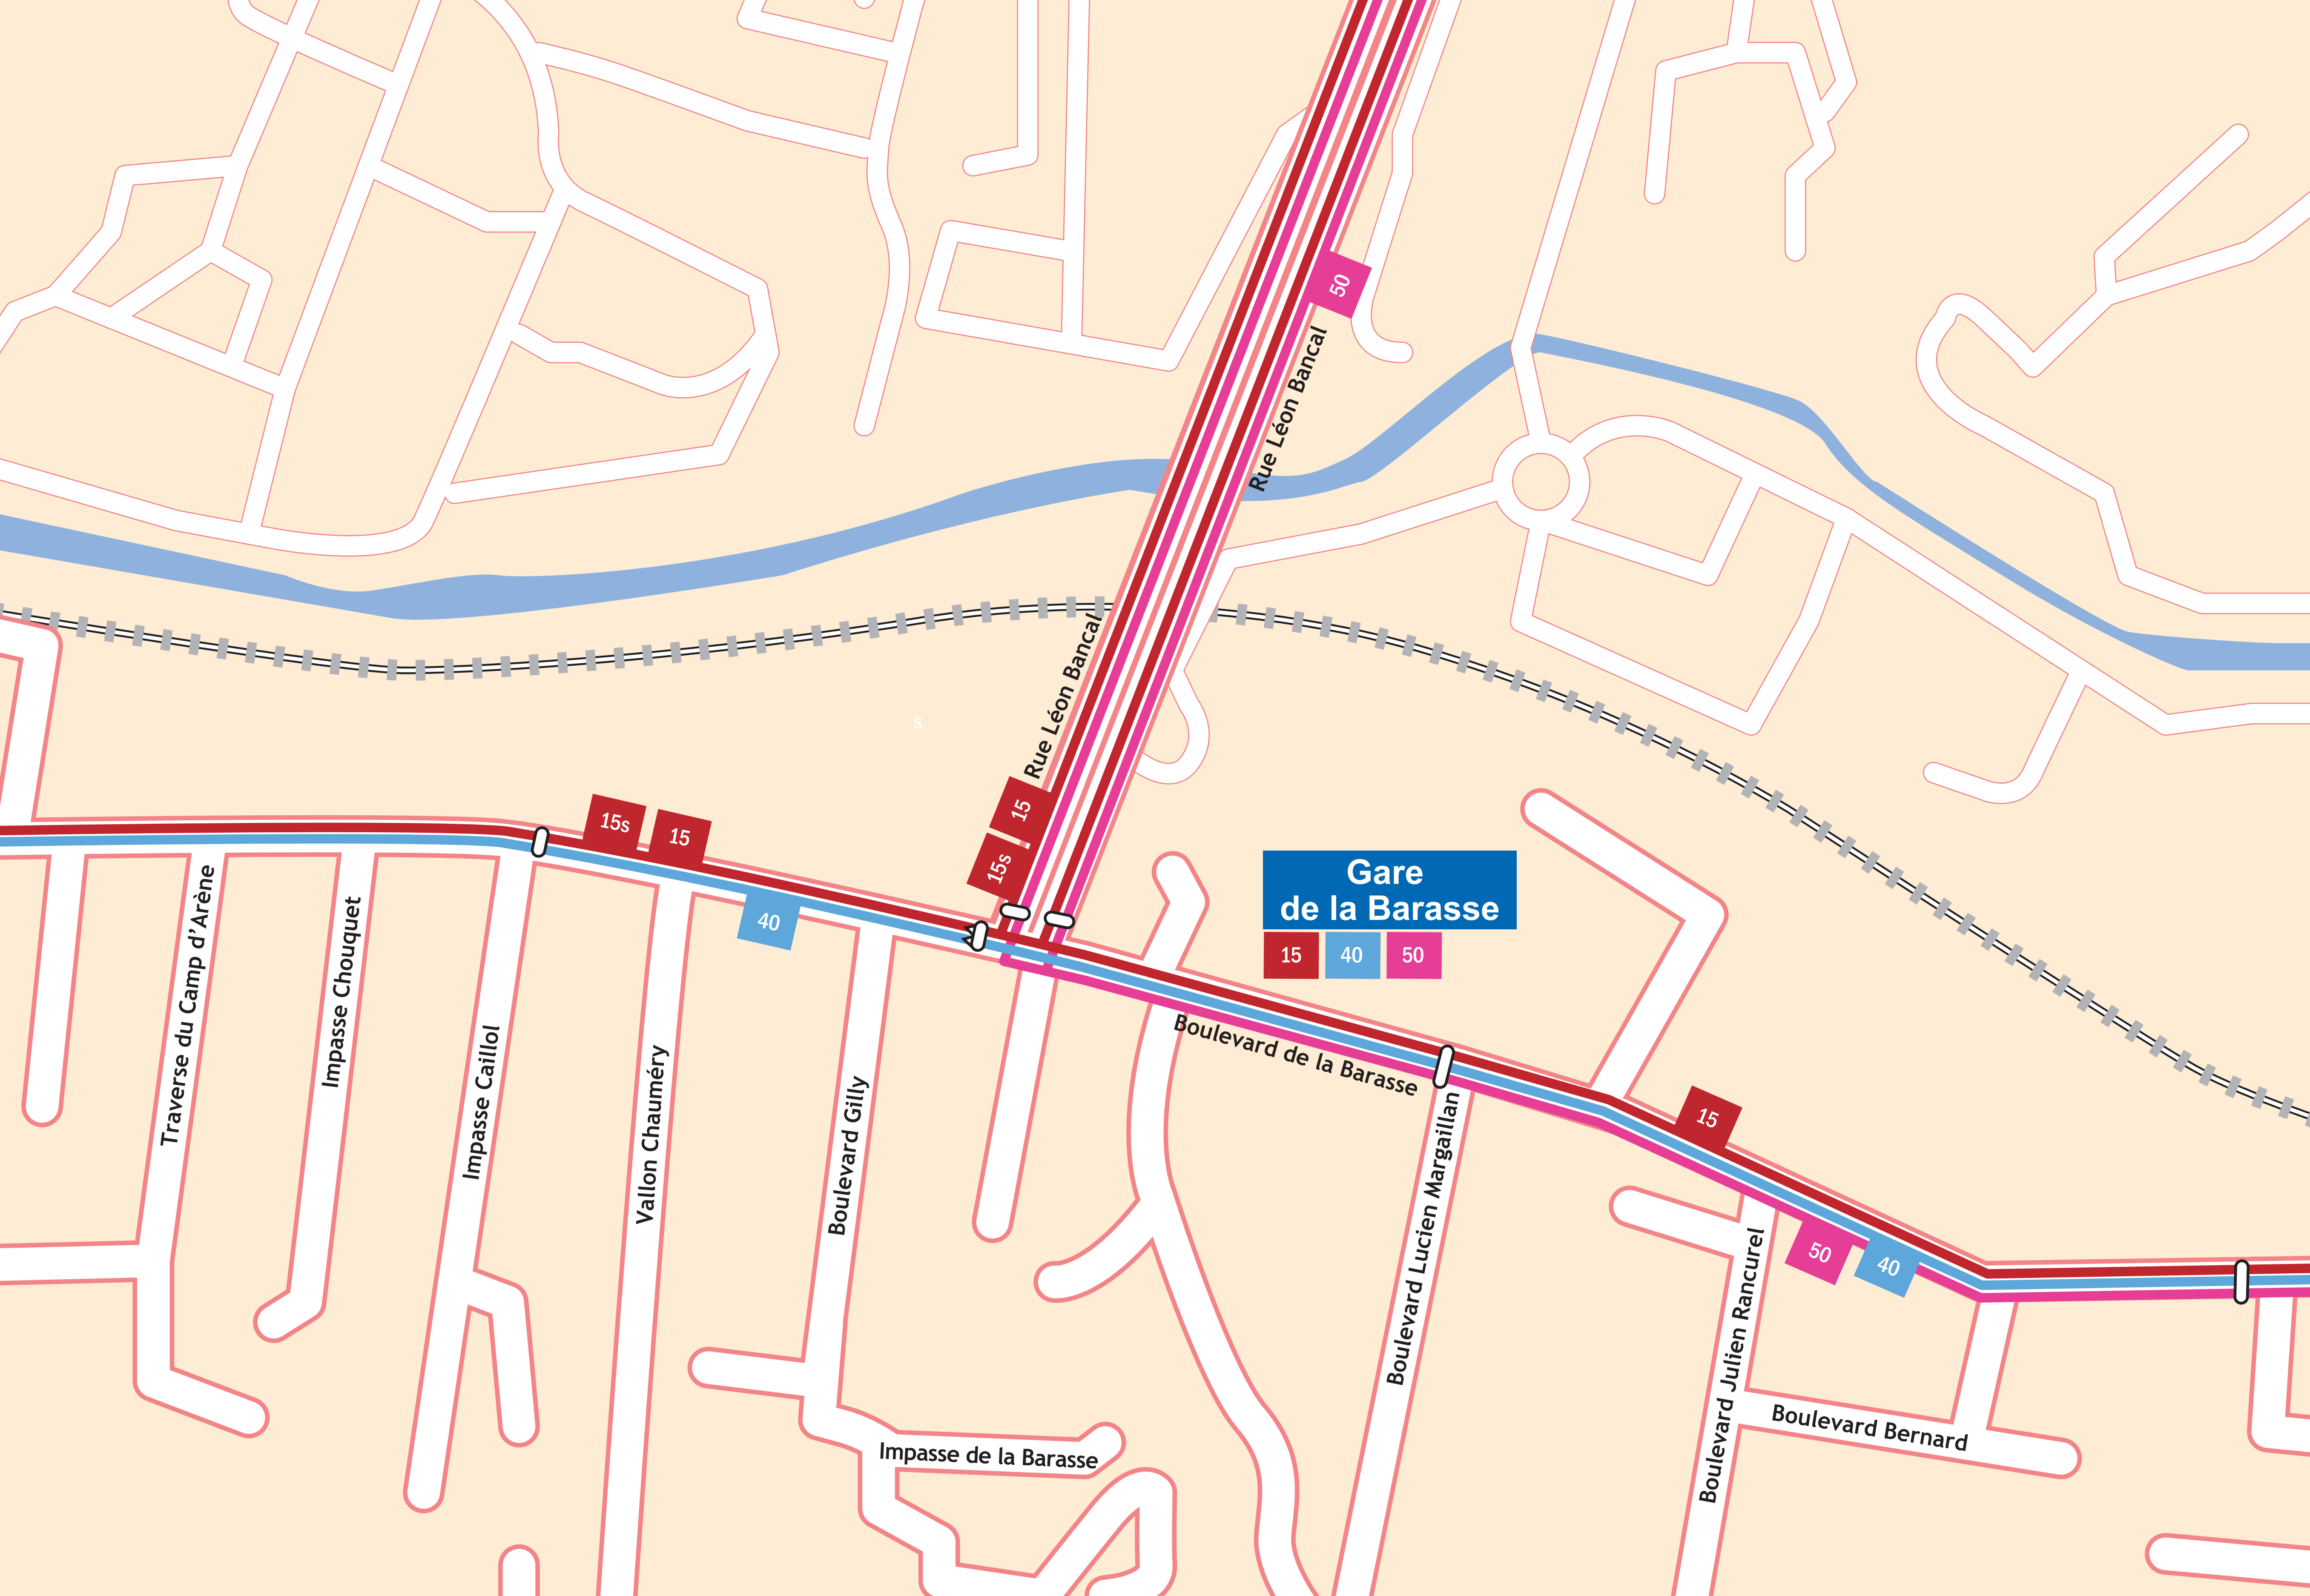 50
Rue Léon Bancal
Rue Léon Bancal
s
15
15s
15s
15
40
Gare
de la Barasse
15 40 50
Boulevard de la Barasse
15
50
40
Traverse du Camp d'Arène
Impasse Chouquet
Impasse Caillol
Vallon Chauméry
Boulevard Gilly
Boulevard Lucien Margaillan
Boulevard Julien Rancurel
Boulevard Bernard
Impasse de la Barasse